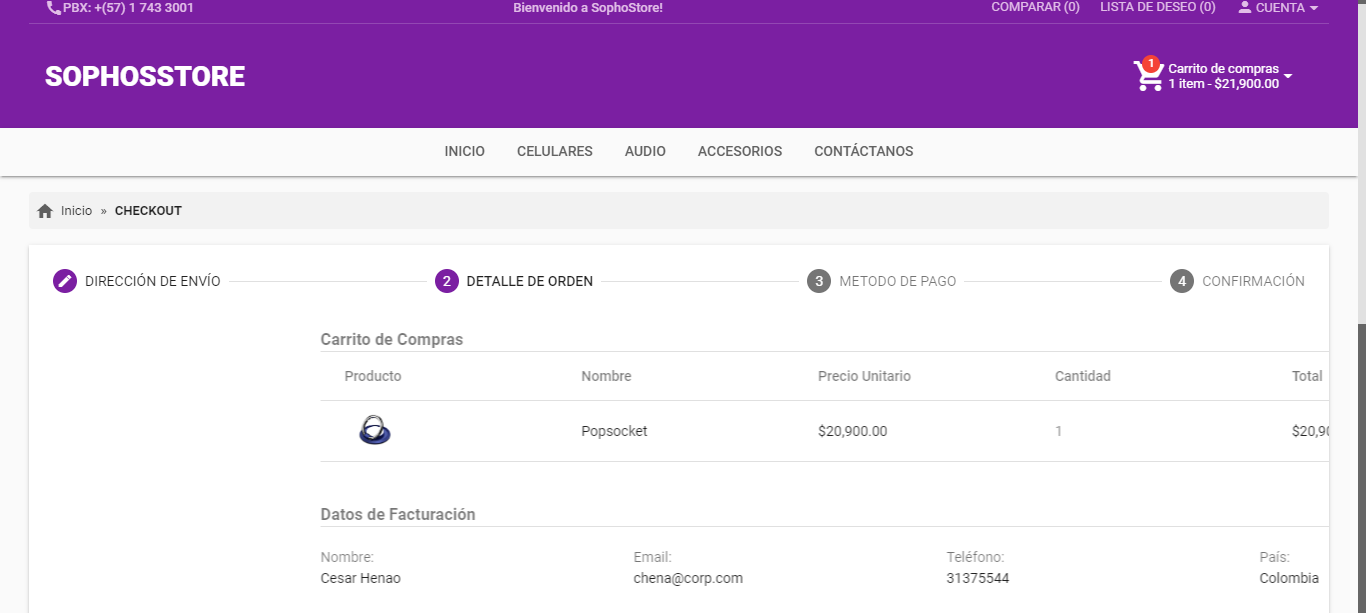 PBX: +(57) 1 743 3001
Bienvenido a SophoStore!
COMPARAR (0) LISTA DE DESEO (0) CUENTA
SOPHOSSTORE
1
Carrito de compras
1 item - $21,900.00
INICIO CELULARES AUDIO ACCESORIOS CONTÁCTANOS
Inicio » CHECKOUT
DIRECCIÓN DE ENVÍO 2 DETALLE DE ORDEN 3 METODO DE PAGO 4 CONFIRMACIÓN
Carrito de Compras
Producto Nombre Precio Unitario Cantidad Total
Popsocket $20,900.00 1 $20,90
Datos de Facturación
Nombre: Email: Teléfono: País:
Cesar Henao chena@corp.com 31375544 Colombia